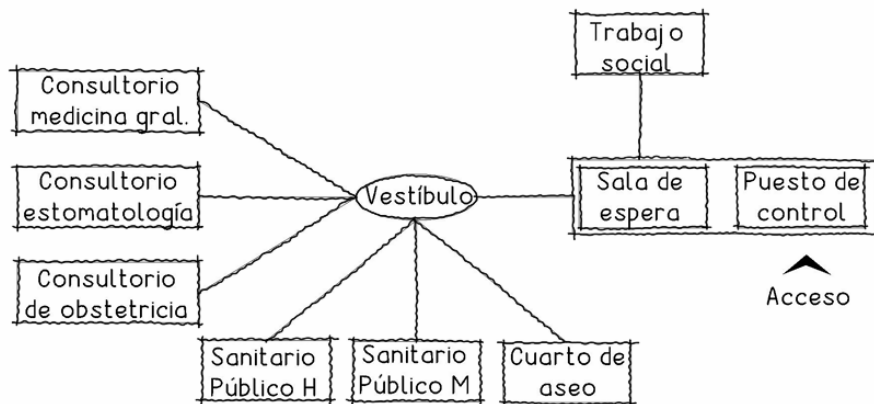 Trabajo
social
Consultorio
medicina gral.
Consultorio
estomatología
Vestíbulo
Sala de
espera
Puesto de
control
Consultorio
de obstetricia
Acceso
Sanitario
Público H
Sanitario
Público M
Cuarto de
aseo